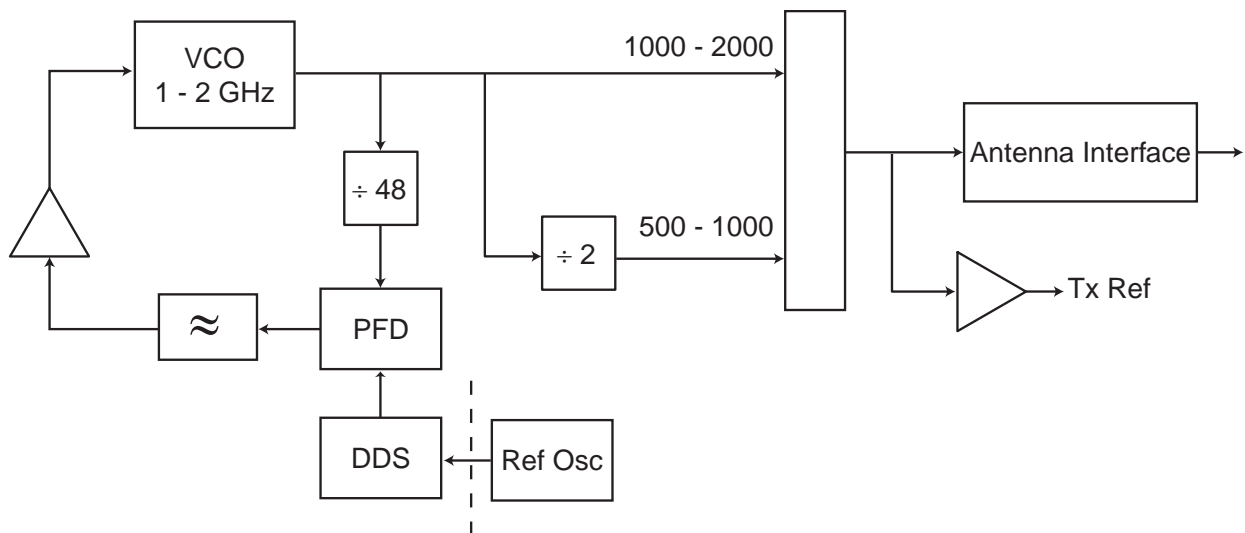 VCO
1 - 2 GHz
1000 - 2000
÷ 48
÷ 2
500 - 1000
Antenna Interface
Tx Ref
≈
PFD
DDS
Ref Osc